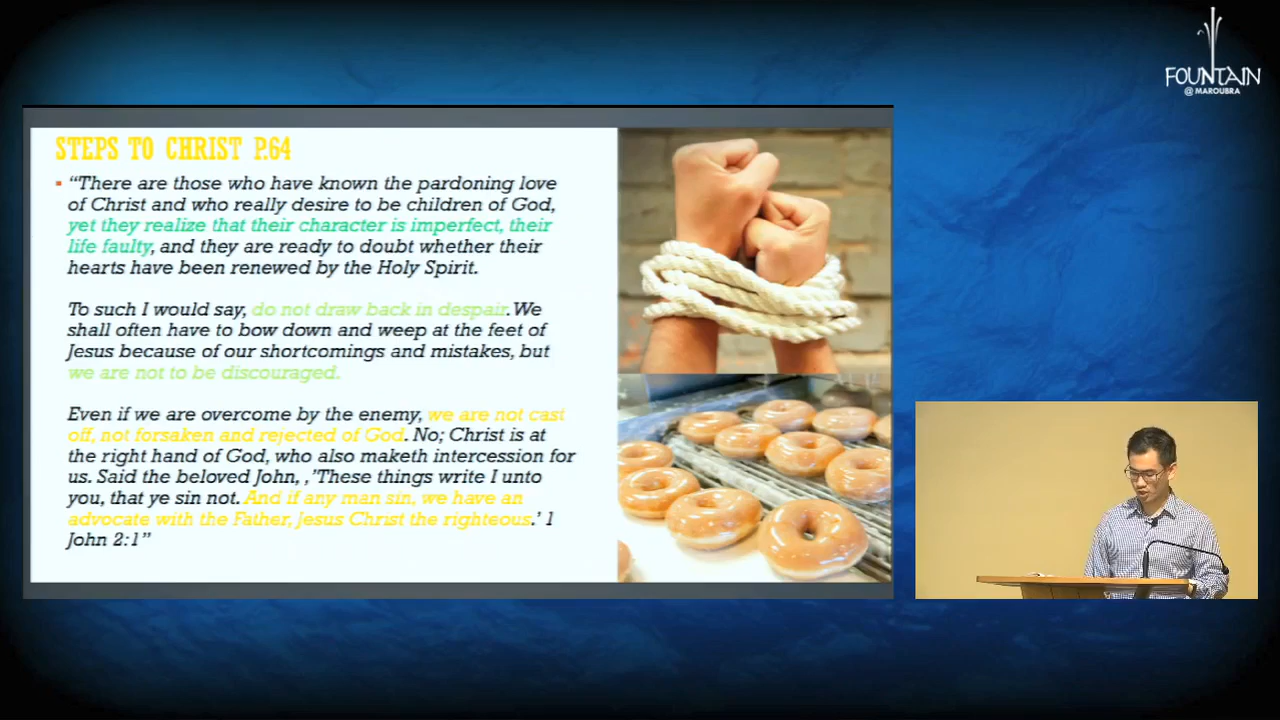 FOUNTAIN
@ MAROUBRA
STEPS TO CHRIST P.64
▪ “There are those who have known the pardoning love
of Christ and who really desire to be children of God,
yet they realize that their character is imperfect, their
life faulty, and they are ready to doubt whether their
hearts have been renewed by the Holy Spirit.
To such I would say, do not draw back in despair. We
shall often have to bow down and weep at the feet of
Jesus because of our shortcomings and mistakes, but
we are not to be discouraged.
Even if we are overcome by the enemy, we are not cast
off, not forsaken and rejected of God. No; Christ is at
the right hand of God, who also maketh intercession for
us. Said the beloved John, ,‘These things write I unto
you, that ye sin not. And if any man sin, we have an
advocate with the Father, Jesus Christ the righteous.’ 1
John 2:1”